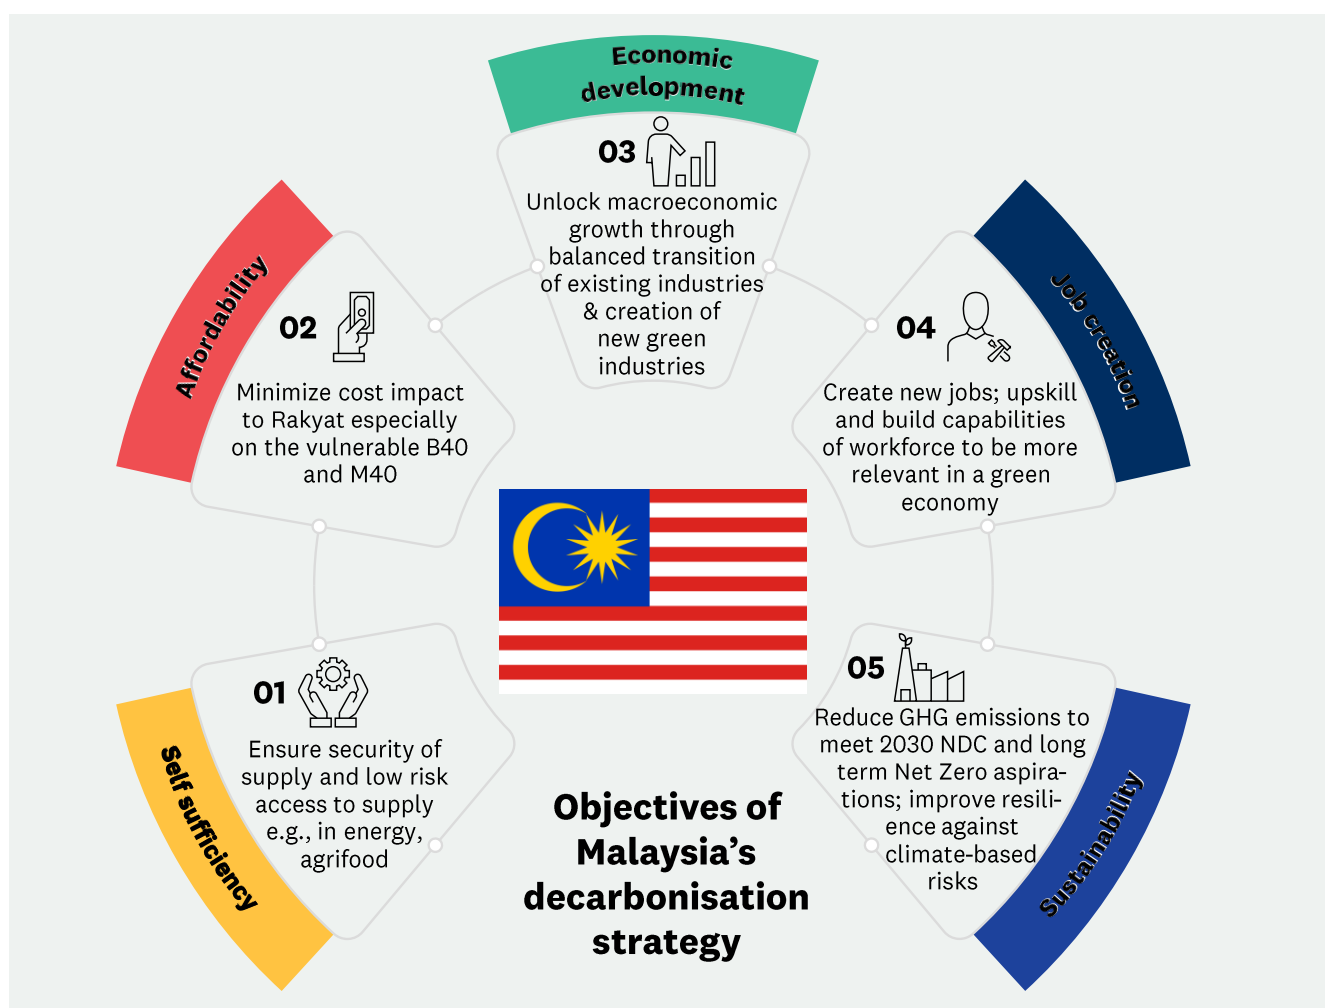 Economic
development
03
Unlock macroeconomic
growth through
balanced transition
of existing industries
& creation of
new green
industries
Affordability
02
Minimize cost impact
to Rakyat especially
on the vulnerable B40
and M40
Job creation
04
Create new jobs; upskill
and build capabilities
of workforce to be more
relevant in a green
economy
Self sufficiency
01
Ensure security of
supply and low risk
access to supply
e.g., in energy,
agrifood
Sustainability
05
Reduce GHG emissions to
meet 2030 NDC and long
term Net Zero aspira-
tions; improve resili-
ence against
climate-based
risks
Objectives of
Malaysia’s
decarbonisation
strategy